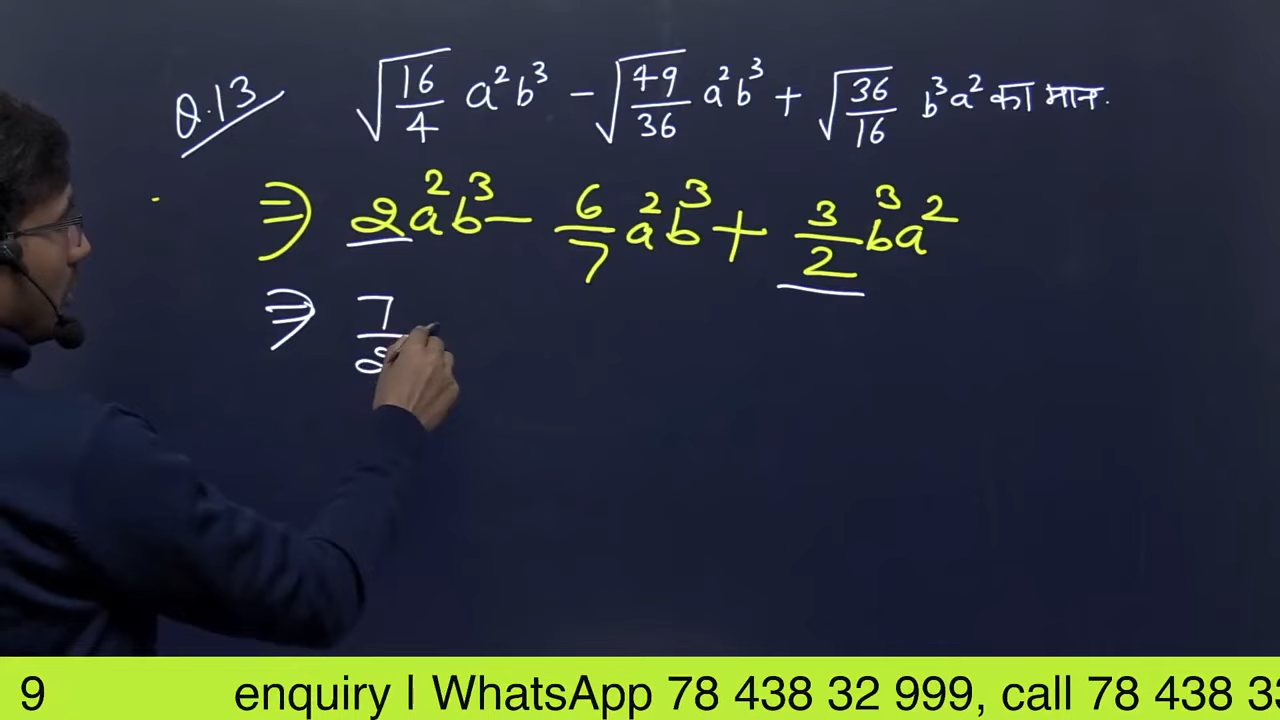 Q.13 √(16/4) a²b³ - √(49/36) a²b³ + √(36/16) b³a² का मान.
⇒ 2a²b³ - 6/7 a²b³ + 3/2 b³a²
⇒ 7/2
9 enquiry I WhatsApp 78 438 32 999, call 78 438 3